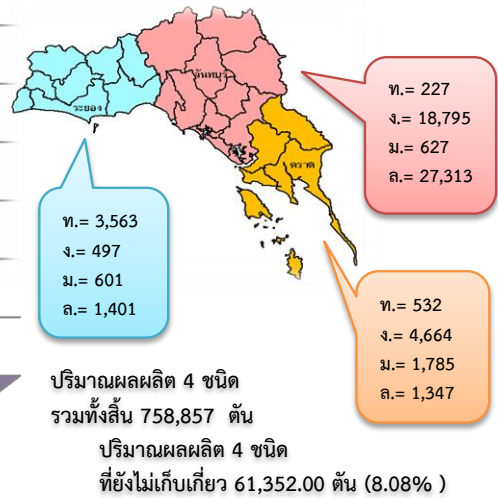 จันทบุรี
ระยอง
ตราด
ท.= 227
ง.= 18,795
ม.= 627
ล.= 27,313
ท.= 3,563
ง.= 497
ม.= 601
ล.= 1,401
ท.= 532
ง.= 4,664
ม.= 1,785
ล.= 1,347
ปริมาณผลผลิต 4 ชนิด
รวมทั้งสิ้น 758,857 ตัน
ปริมาณผลผลิต 4 ชนิด
ที่ยังไม่เก็บเกี่ยว 61,352.00 ตัน (8.08% )